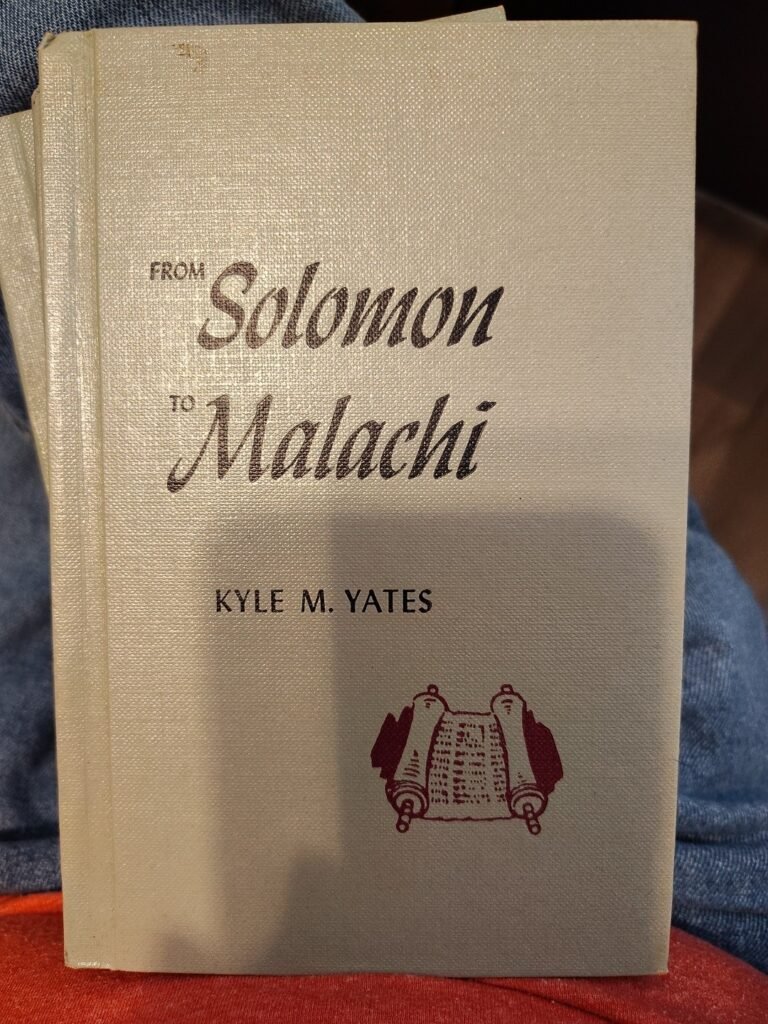 FROM Solomon
TO Malachi
KYLE M. YATES